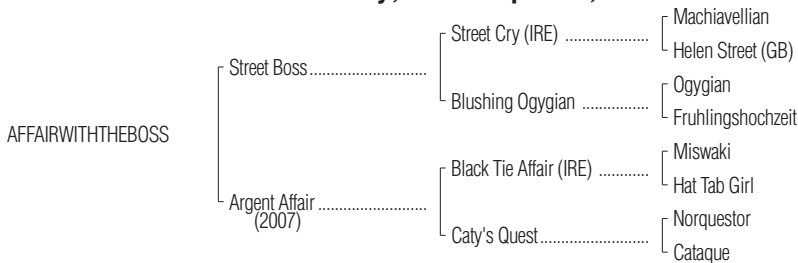 Machiavellian
Street Cry (IRE) ..................
Helen Street (GB)
Street Boss.........................
Ogygian
Blushing Ogygian ..............
Fruhlingshochzeit
AFFAIRWITHTHEBOSS
Miswaki
Black Tie Affair (IRE) ...........
Hat Tab Girl
Argent Affair .......................
(2007)
Norquestor
Caty's Quest.......................
Cataque